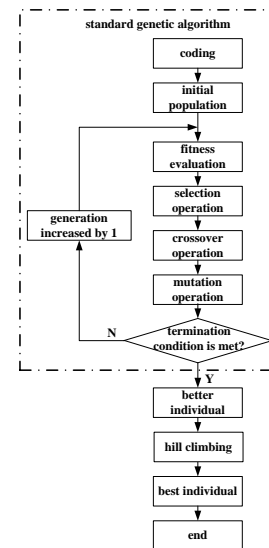 standard genetic algorithm
coding
initial
population
fitness
evaluation
selection
operation
generation
increased by 1
crossover
operation
mutation
operation
N
termination
condition is met?
Y
better
individual
hill climbing
best individual
end